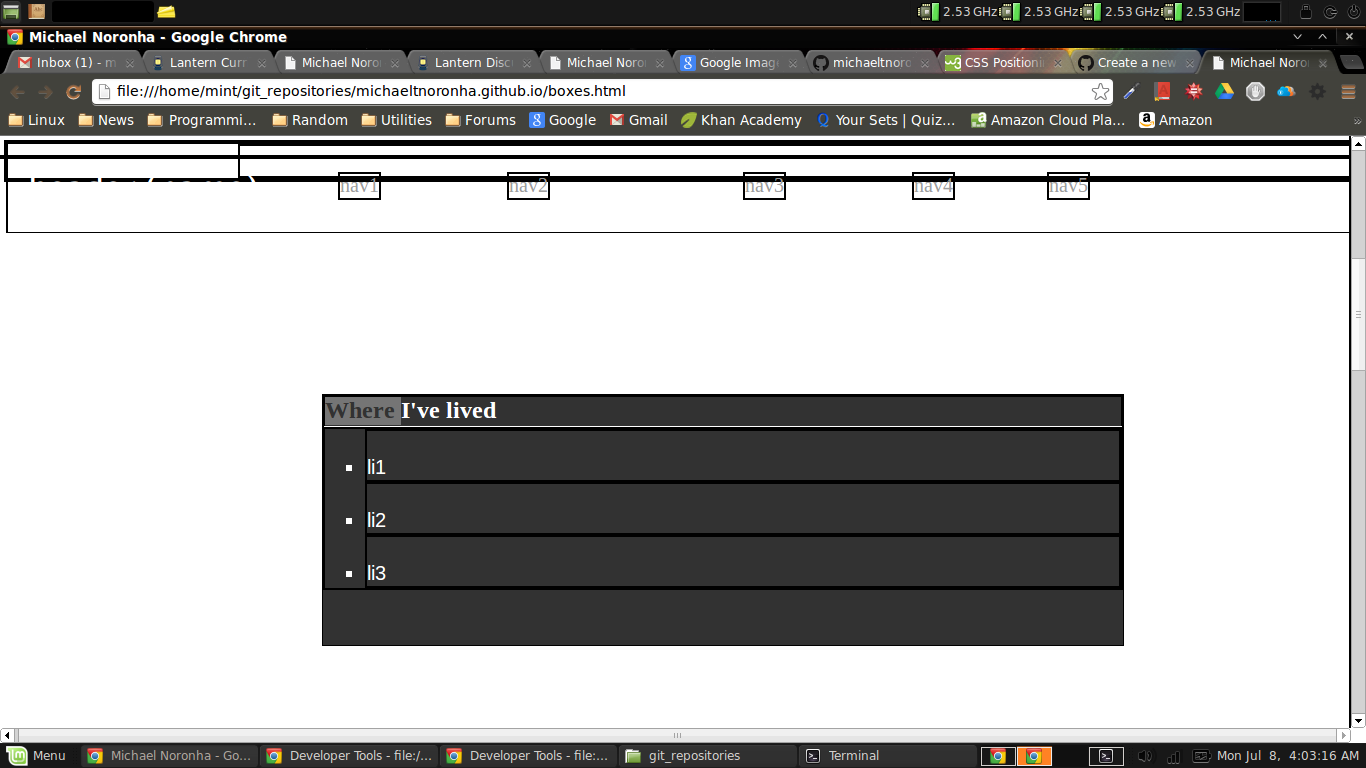 2.53 GHz 2.53 GHz 2.53 GHz 2.53 GHz
Michael Noronha - Google Chrome
Inbox (1) - m Lantern Curr Michael Noro Lantern Disc Michael Noro Google Imag michaeltnoro CSS Positioni Create a new Michael Noro
file:///home/mint/git_repositories/michaeltnoronha.github.io/boxes.html
Linux News Programmi... Random Utilities Forums Google Gmail Khan Academy Your Sets | Quiz... Amazon Cloud Pla... Amazon
nav1 nav2 nav3 nav4 nav5
Where I've lived
li1
li2
li3
Menu Michael Noronha - Go... Developer Tools - file:/... Developer Tools - file:... git_repositories Terminal Mon Jul 8, 4:03:16 AM